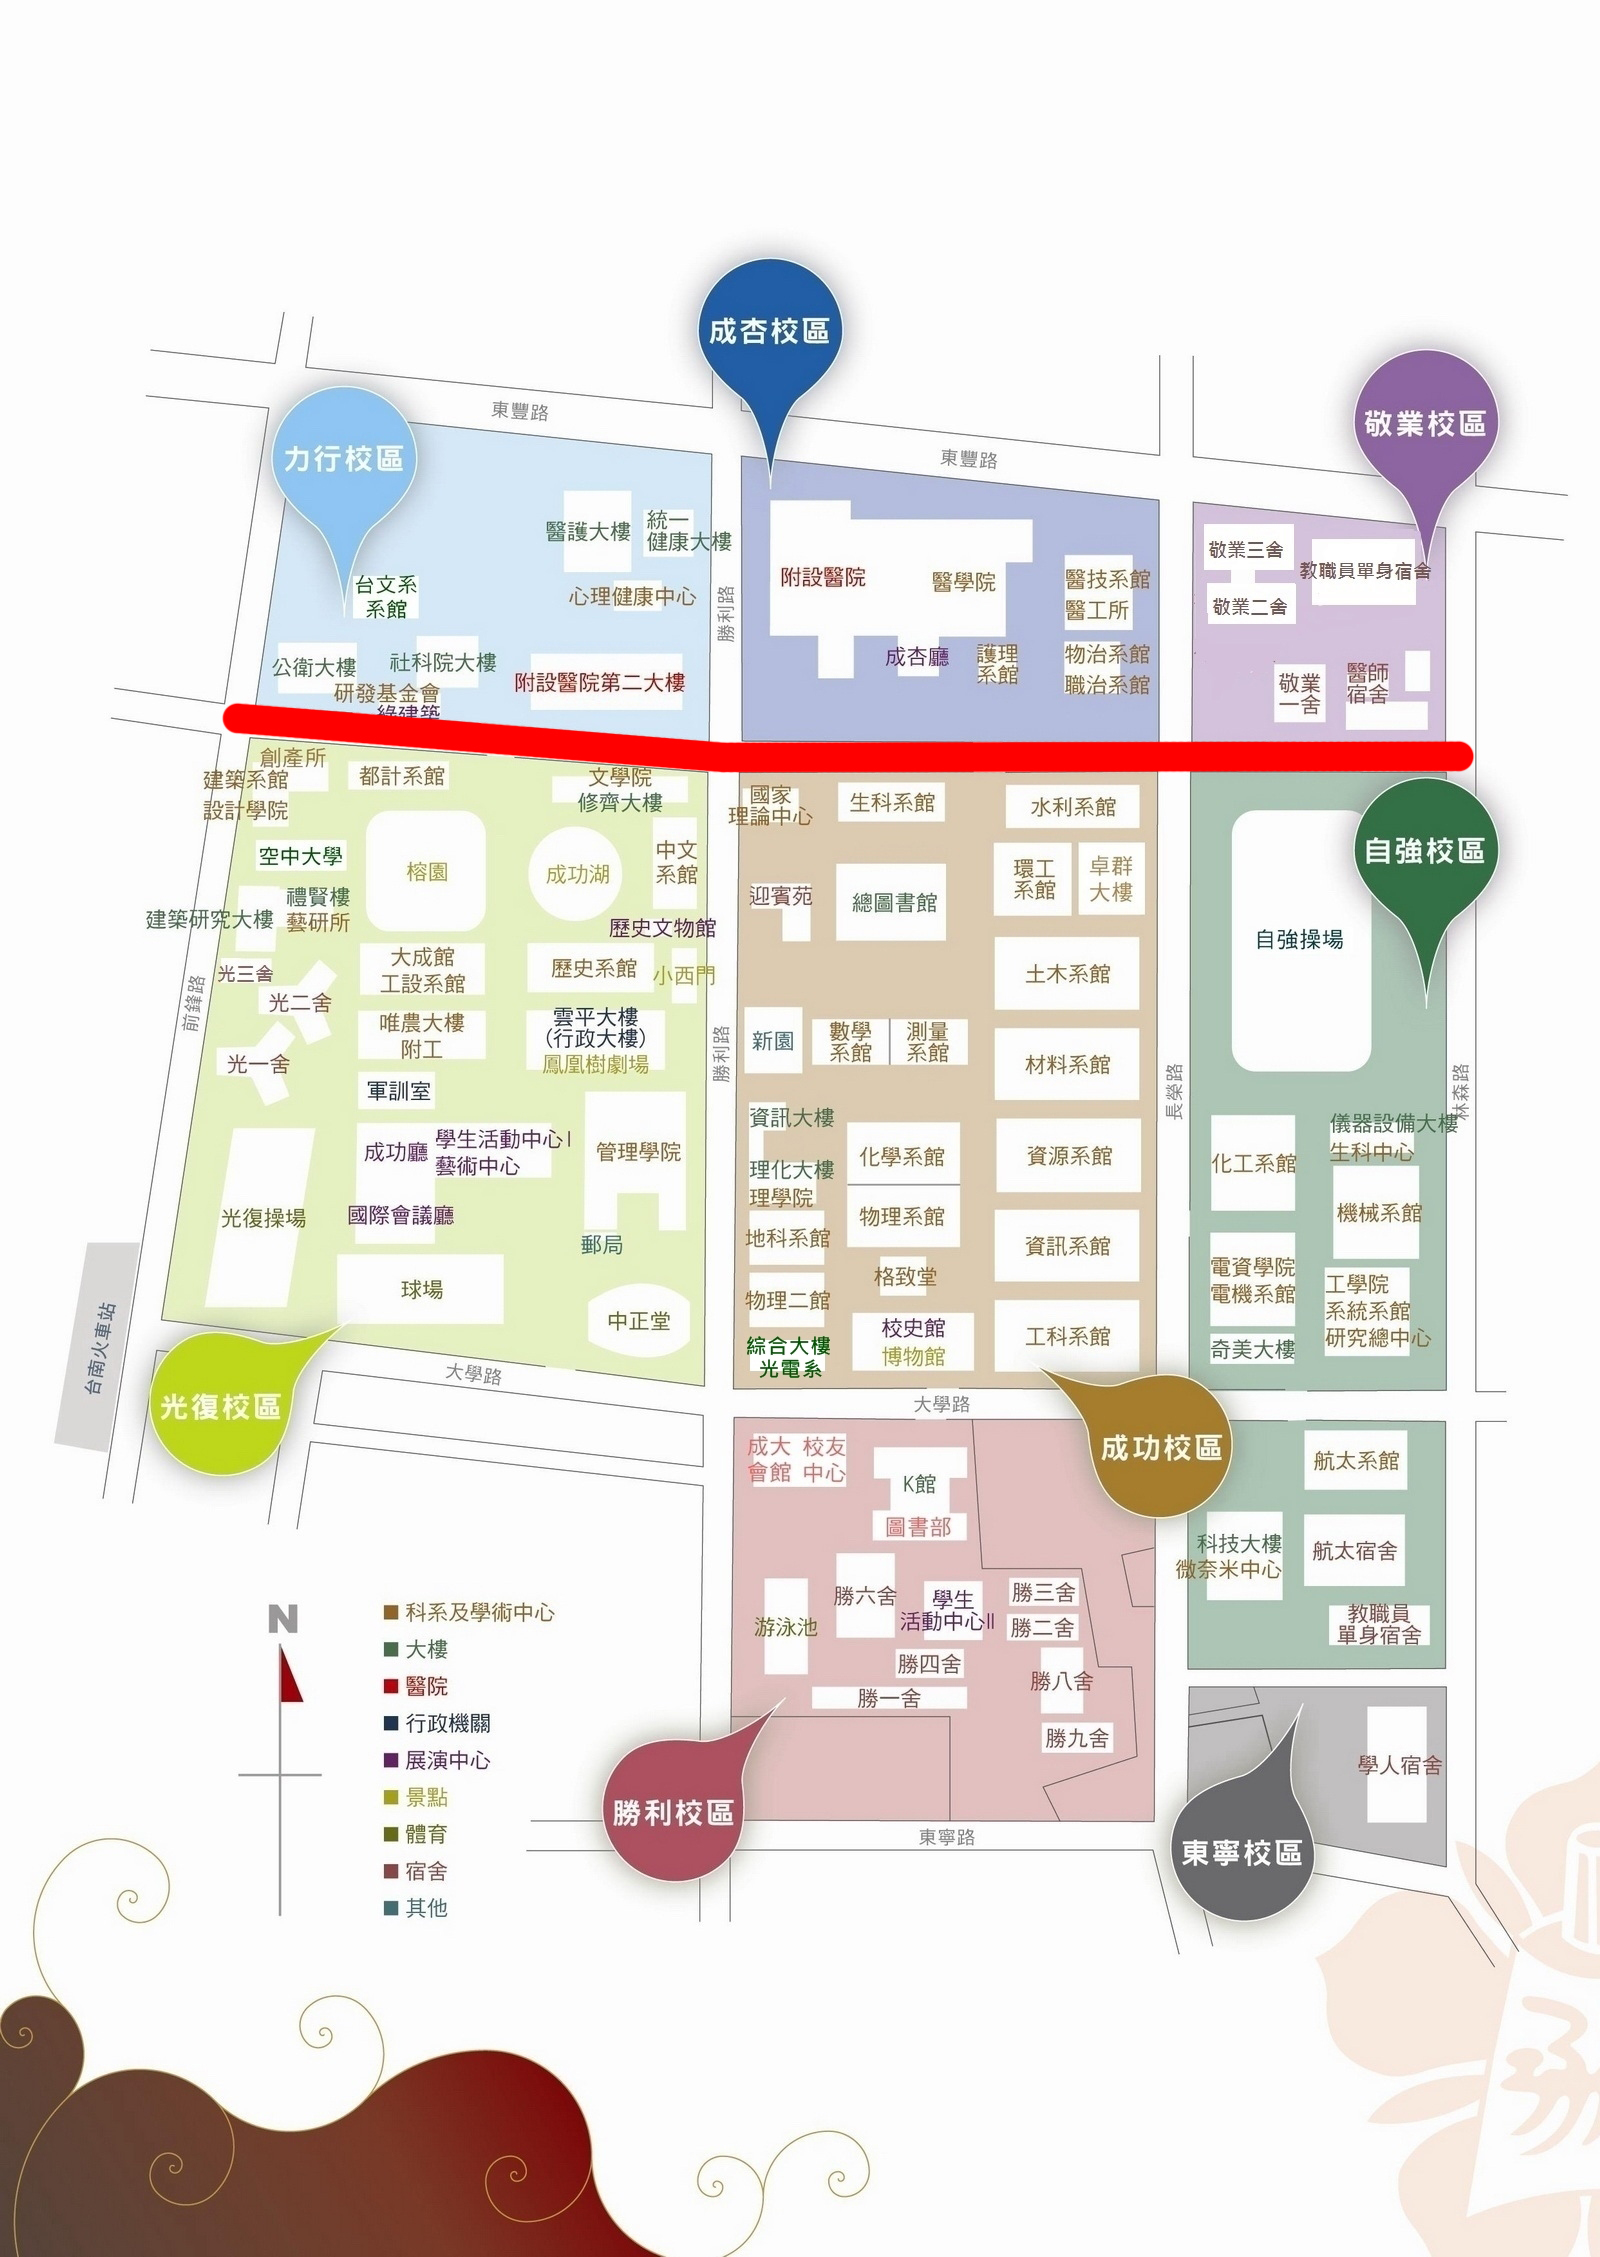 成杏校區
敬業校區
力行校區
東豐路
東豐路
醫護大樓
統一
健康大樓
心理健康中心
台文系
系館
公衛大樓
社科院大樓
研發基金會
綠建築
附設醫院第二大樓
勝利路
附設醫院
醫學院
醫技系館
醫工所
成杏廳
護理
系館
物治系館
職治系館
敬業三舍
教職員單身宿舍
敬業二舍
敬業
一舍
醫師
宿舍
創產所
建築系館
設計學院
都計系館
文學院
修齊大樓
空中大學
榕園
成功湖
中文
系館
禮賢樓
建築研究大樓
藝研所
歷史文物館
光三舍
大成館
工設系館
歷史系館
小西門
光二舍
前鋒路
唯農大樓
附工
雲平大樓
(行政大樓)
鳳凰樹劇場
光一舍
軍訓室
成功廳
學生活動中心I
藝術中心
管理學院
光復操場
國際會議廳
郵局
球場
中正堂
台南火車站
光復校區
大學路
勝利路
國家
理論中心
生科系館
水利系館
環工
系館
卓群
大樓
迎賓苑
總圖書館
土木系館
新園
數學
系館
測量
系館
材料系館
資訊大樓
化學系館
資源系館
理化大樓
理學院
地科系館
物理系館
資訊系館
格致堂
物理二館
校史館
博物館
工科系館
綜合大樓
光電系
長榮路
大學路
成功校區
自強校區
自強操場
林森路
儀器設備大樓
生科中心
化工系館
機械系館
電資學院
電機系館
工學院
系統系館
研究總中心
奇美大樓
航太系館
科技大樓
微奈米中心
航太宿舍
教職員
單身宿舍
成大 校友
會館 中心
K館
圖書部
勝六舍
學生
活動中心II
勝三舍
勝二舍
游泳池
勝四舍
勝八舍
勝一舍
勝九舍
勝利校區
東寧路
學人宿舍
東寧校區
N
科系及學術中心
大樓
醫院
行政機關
展演中心
景點
體育
宿舍
其他